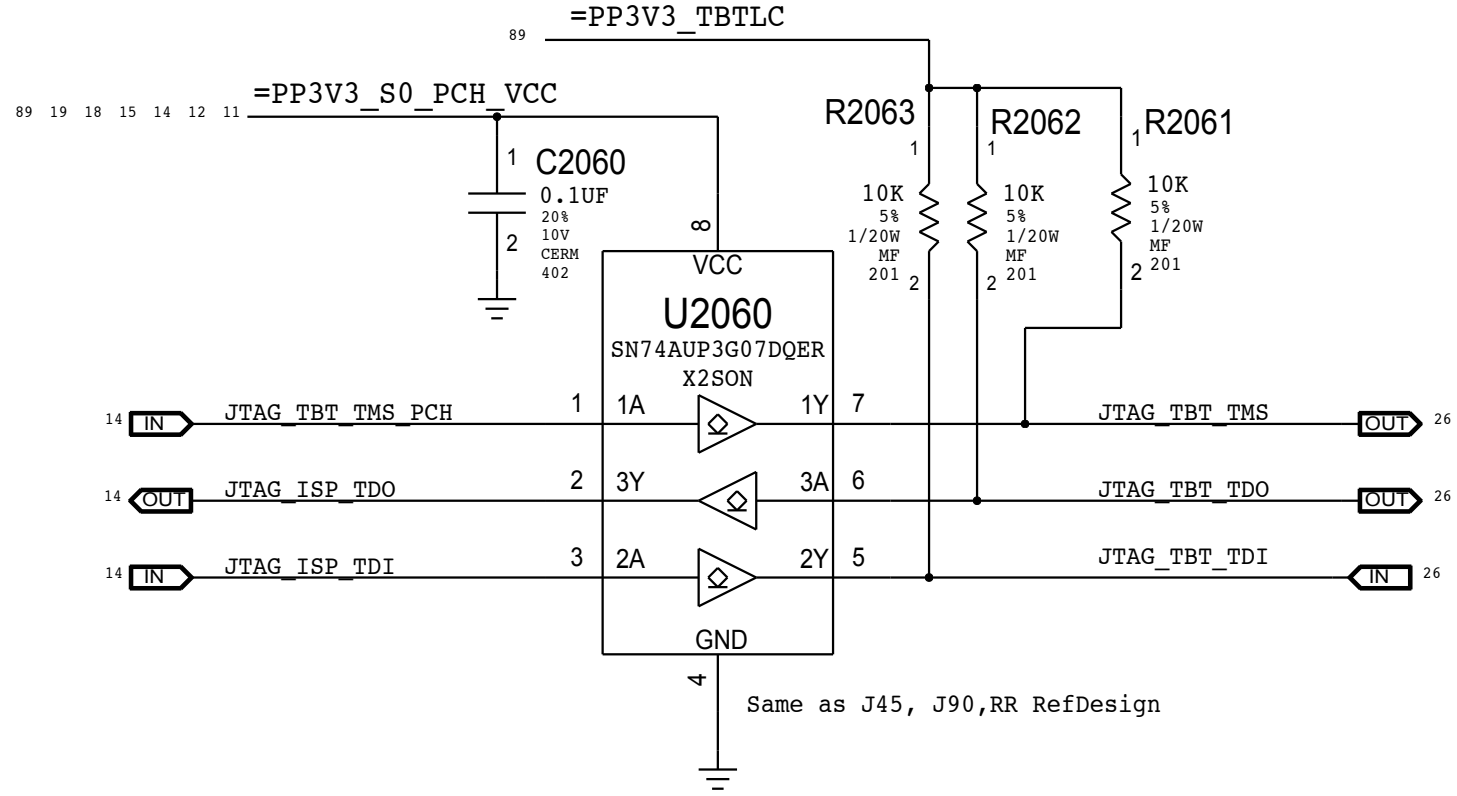 =PP3V3_TBTLC
89
=PP3V3_S0_PCH_VCC
89 19 18 15 14 12 11
R2063
R2062
R2061
1
1
1
10K
5%
1/20W
MF
201
2
10K
5%
1/20W
MF
201
2
10K
5%
1/20W
MF
201
2
1
C2060
0.1UF
20%
10V
CERM
402
2
8
VCC
U2060
SN74AUP3G07DQER
X2SON
14 IN JTAG_TBT_TMS_PCH 1 1A 1Y 7 JTAG_TBT_TMS OUT 26
14 OUT JTAG_ISP_TDO 2 3Y 3A 6 JTAG_TBT_TDO OUT 26
14 IN JTAG_ISP_TDI 3 2A 2Y 5 JTAG_TBT_TDI IN 26
GND
4
Same as J45, J90,RR RefDesign